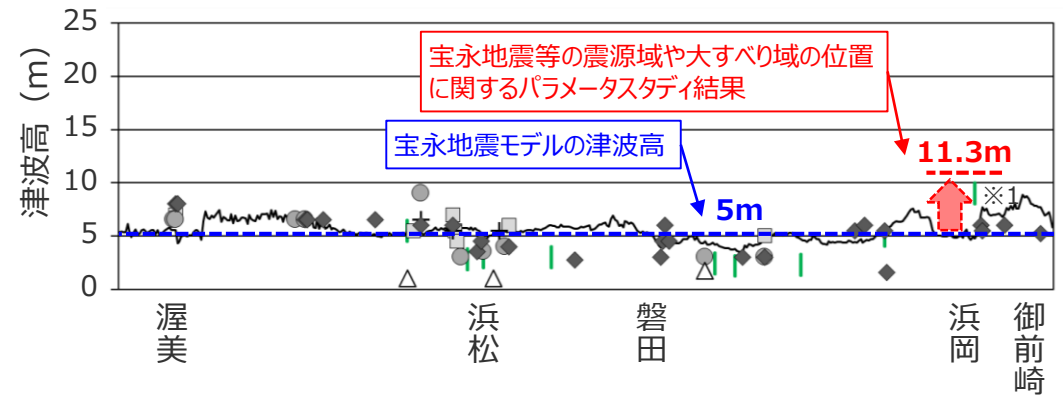 津波高（m）
25
20
15
10
5
0
宝永地震等の震源域や大すべり域の位置
に関するパラメータスタディ結果
宝永地震モデルの津波高
11.3m
5m
※1
渥美
浜松
磐田
浜岡
御前崎